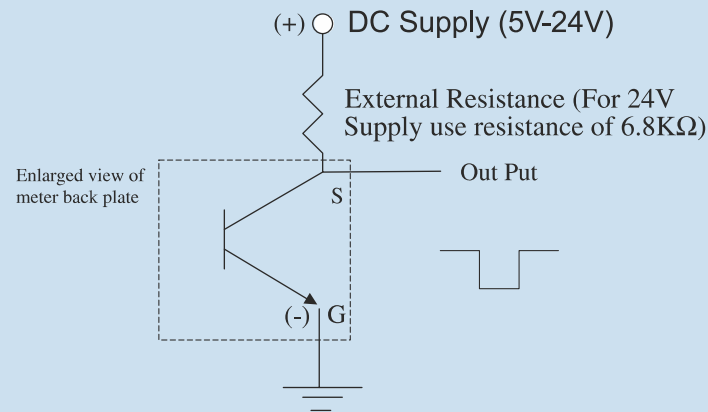 (+) DC Supply (5V-24V)
External Resistance (For 24V
Supply use resistance of 6.8KΩ)
Enlarged view of
meter back plate
Out Put
S
(-) G